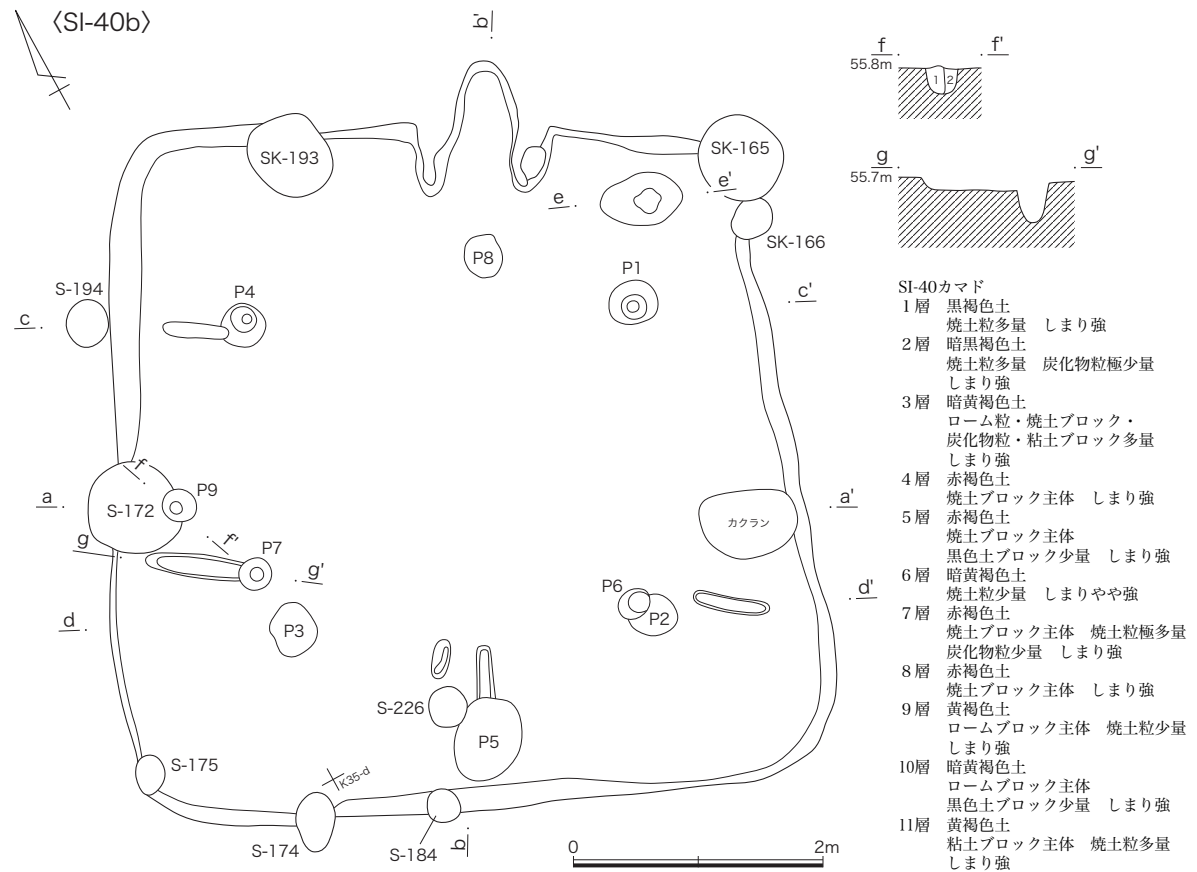 〈SI-40b〉
b'
SK-193
SK-165
e
e'
SK-166
P8
P1
S-194
P4
c
c'
f
a
S-172
P9
カクラン
a'
g
f'
P7
g'
P6
d'
d
P3
P2
S-226
P5
S-175
K35-d
S-174
S-184
b
0
2m
f
f'
55.8m
1
2
g
g'
55.7m
SI-40カマド
1層　黒褐色土
焼土粒多量　しまり強
2層　暗黒褐色土
焼土粒多量　炭化物粒極少量
しまり強
3層　暗黄褐色土
ローム粒・焼土ブロック・
炭化物粒・粘土ブロック多量
しまり強
4層　赤褐色土
焼土ブロック主体　しまり強
5層　赤褐色土
焼土ブロック主体
黒色土ブロック少量　しまり強
6層　暗黄褐色土
焼土粒少量　しまりやや強
7層　赤褐色土
焼土ブロック主体　焼土粒極多量
炭化物粒少量　しまり強
8層　赤褐色土
焼土ブロック主体　しまり強
9層　黄褐色土
ロームブロック主体　焼土粒少量
しまり強
10層　暗黄褐色土
ロームブロック主体
黒色土ブロック少量　しまり強
11層　黄褐色土
粘土ブロック主体　焼土粒多量
しまり強